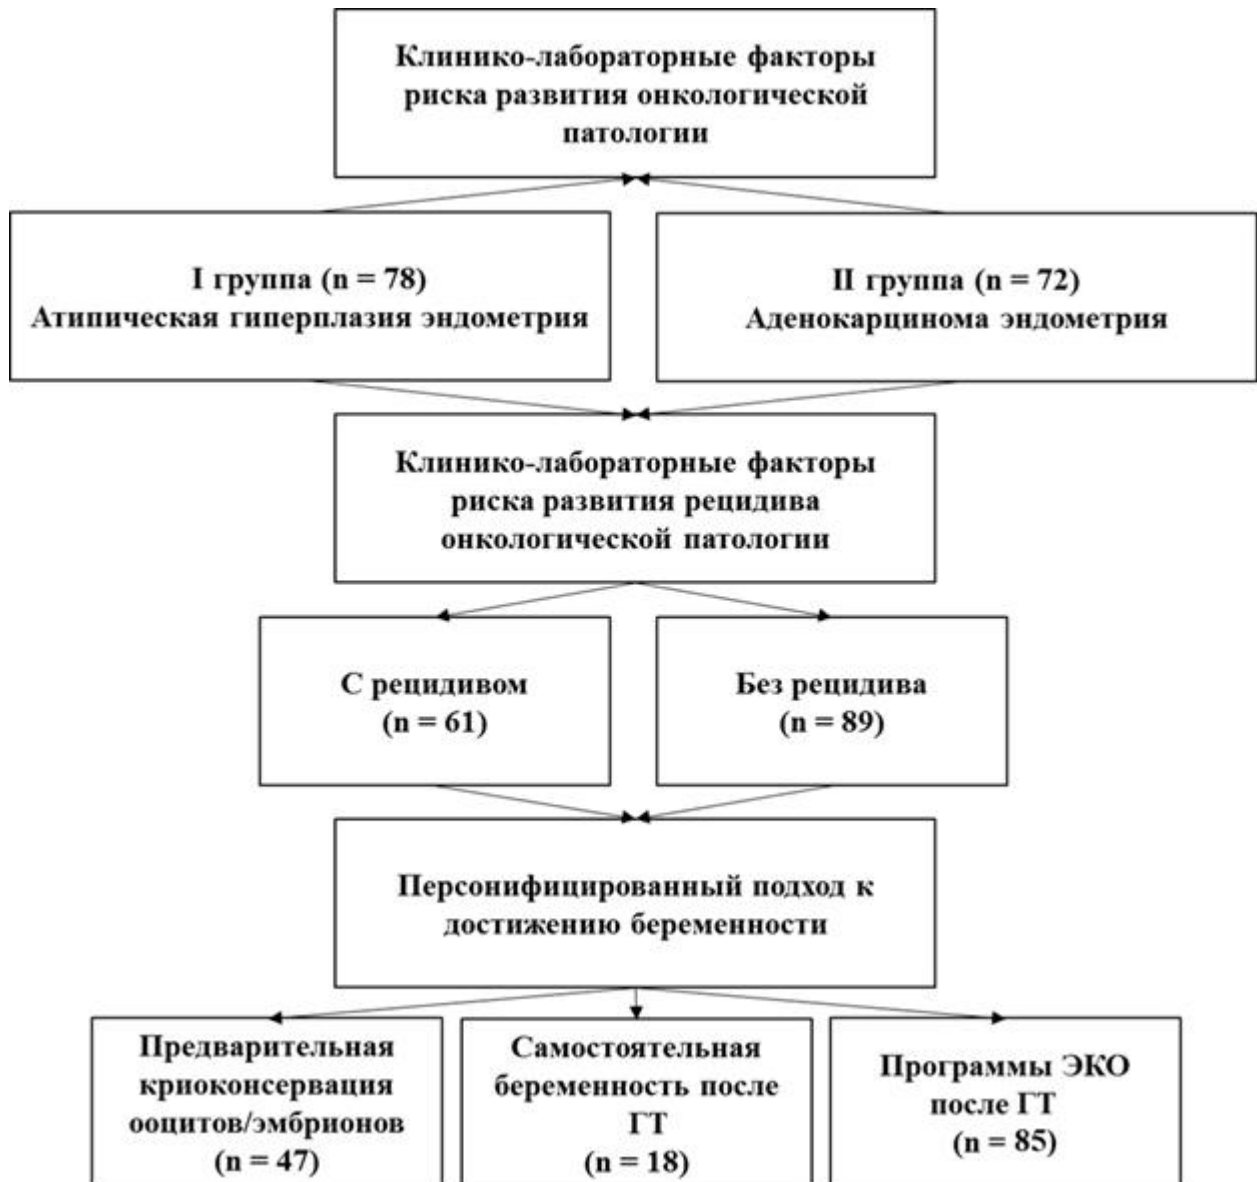 Клинико-лабораторные факторы
риска развития онкологической
патологии
I группа (n = 78)
Атипическая гиперплазия эндометрия
II группа (n = 72)
Аденокарцинома эндометрия
Клинико-лабораторные факторы
риска развития рецидива
онкологической патологии
С рецидивом
(n = 61)
Без рецидива
(n = 89)
Персонифицированный подход к
достижению беременности
Предварительная
криоконсервация
ооцитов/эмбрионов
(n = 47)
Самостоятельная
беременность после
ГТ
(n = 18)
Программы ЭКО
после ГТ
(n = 85)